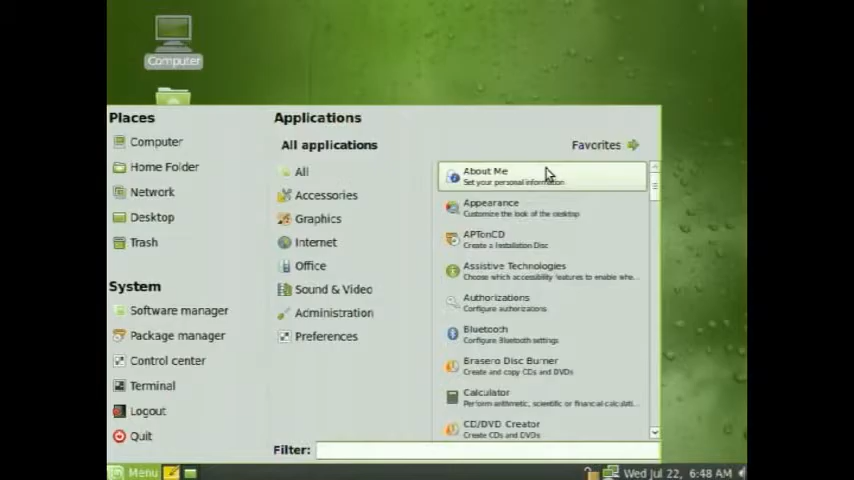 Computer
Places
Computer
Home Folder
Network
Desktop
Trash
System
Software manager
Package manager
Control center
Terminal
Logout
Quit
Applications
All applications
Favorites
All
Accessories
Graphics
Internet
Office
Sound & Video
Administration
Preferences
About Me
Set your personal information
Appearance
Customize the look of the desktop
APTonCD
Create a Installation Disc
Assistive Technologies
Choose which accessibility features to enable whe...
Authorizations
Configure authorizations
Bluetooth
Configure Bluetooth settings
Brasero Disc Burner
Create and copy CDs and DVDs
Calculator
Perform arithmetic, scientific or financial calculati...
CD/DVD Creator
Create CDs and DVDs
Filter:
Menu
Wed Jul 22, 6:48 AM